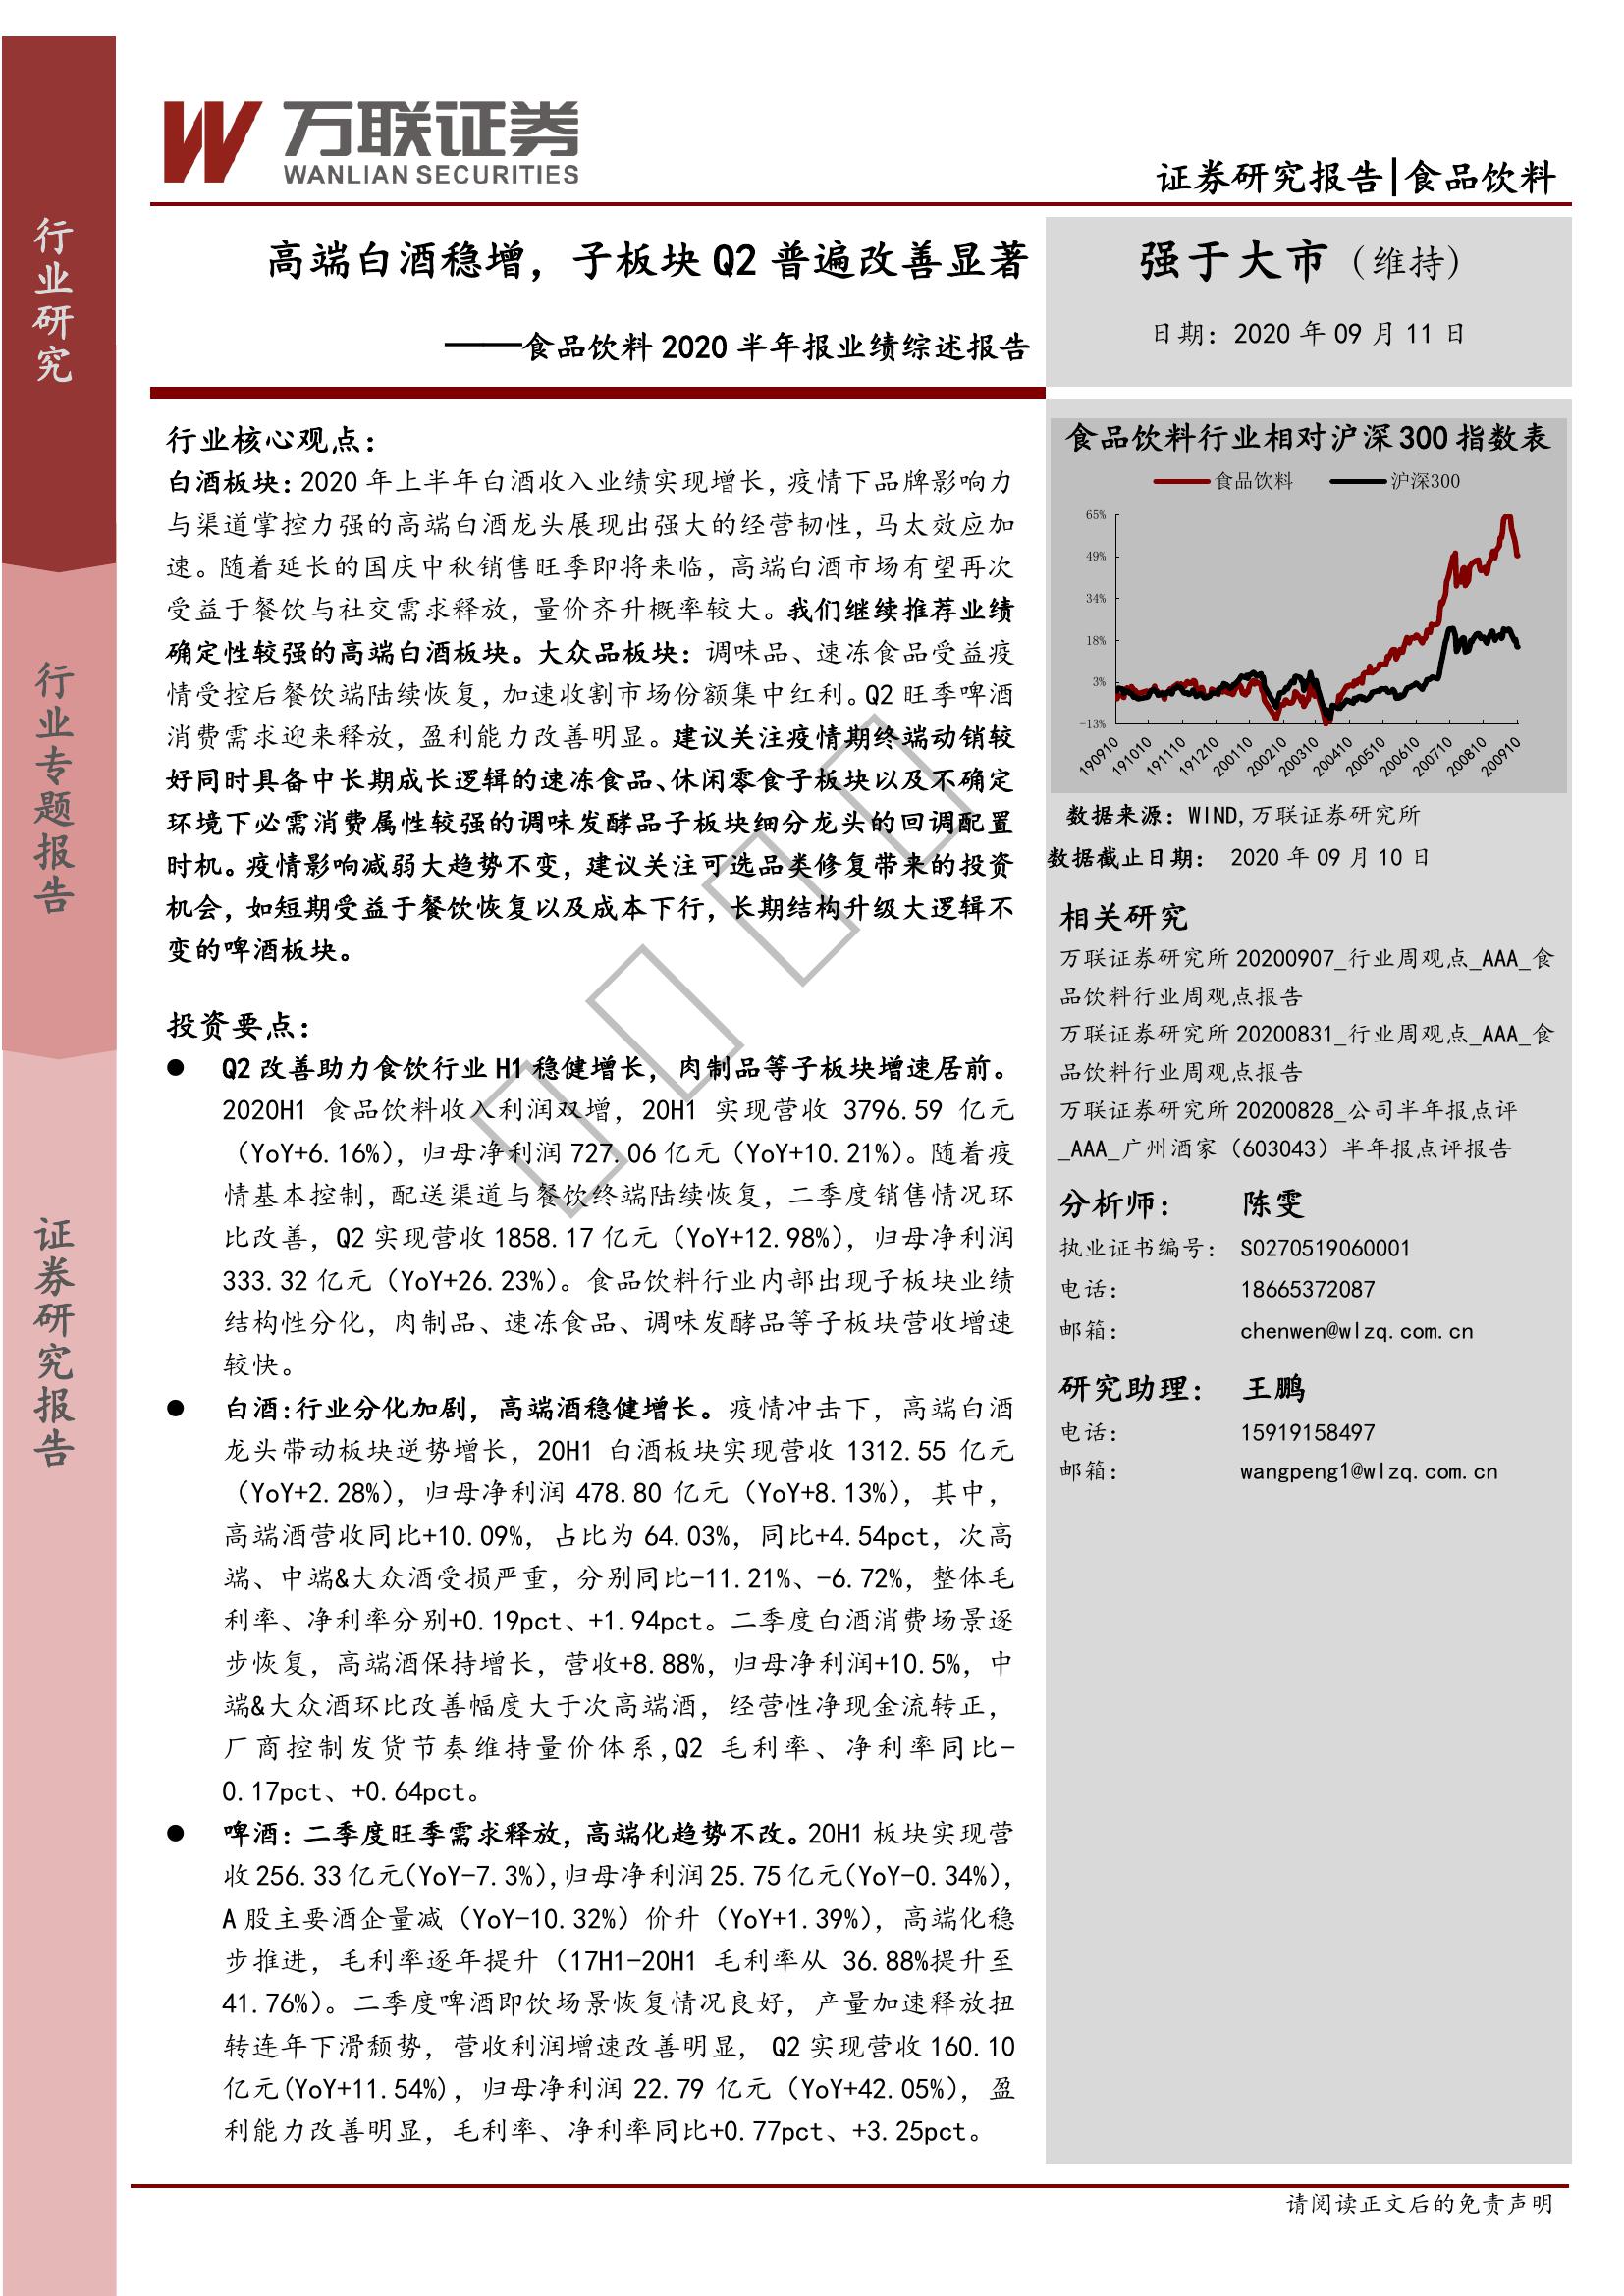 行业研究
行业专题报告
证券研究报告
万联证券
WANLIAN SECURITIES
证券研究报告|食品饮料
高端白酒稳增，子板块Q2普遍改善显著
——食品饮料2020半年报业绩综述报告
强于大市（维持）
日期：2020年09月11日
行业核心观点：
白酒板块：2020年上半年白酒收入业绩实现增长，疫情下品牌影响力
与渠道掌控力强的高端白酒龙头展现出强大的经营韧性，马太效应加
速。随着延长的国庆中秋销售旺季即将来临，高端白酒市场有望再次
受益于餐饮与社交需求释放，量价齐升概率较大。我们继续推荐业绩
确定性较强的高端白酒板块。大众品板块：调味品、速冻食品受益疫
情受控后餐饮端陆续恢复，加速收割市场份额集中红利。Q2旺季啤酒
消费需求迎来释放，盈利能力改善明显。建议关注疫情期终端动销较
好同时具备中长期成长逻辑的速冻食品、休闲零食子板块以及不确定
环境下必需消费属性较强的调味发酵品子板块细分龙头的回调配置
时机。疫情影响减弱大趋势不变，建议关注可选品类修复带来的投资
机会，如短期受益于餐饮恢复以及成本下行，长期结构升级大逻辑不
变的啤酒板块。
投资要点：
● Q2改善助力食饮行业H1稳健增长，肉制品等子板块增速居前。
2020H1食品饮料收入利润双增，20H1实现营收3796.59亿元
（YoY+6.16%），归母净利润727.06亿元（YoY+10.21%）。随着疫
情基本控制，配送渠道与餐饮终端陆续恢复，二季度销售情况环
比改善，Q2实现营收1858.17亿元（YoY+12.98%），归母净利润
333.32亿元（YoY+26.23%）。食品饮料行业内部出现子板块业绩
结构性分化，肉制品、速冻食品、调味发酵品等子板块营收增速
较快。
● 白酒:行业分化加剧，高端酒稳健增长。疫情冲击下，高端白酒
龙头带动板块逆势增长，20H1白酒板块实现营收1312.55亿元
（YoY+2.28%），归母净利润478.80亿元（YoY+8.13%），其中，
高端酒营收同比+10.09%，占比为64.03%，同比+4.54pct，次高
端、中端&大众酒受损严重，分别同比-11.21%、-6.72%，整体毛
利率、净利率分别+0.19pct、+1.94pct。二季度白酒消费场景逐
步恢复，高端酒保持增长，营收+8.88%，归母净利润+10.5%，中
端&大众酒环比改善幅度大于次高端酒，经营性净现金流转正，
厂商控制发货节奏维持量价体系,Q2毛利率、净利率同比-
0.17pct、+0.64pct。
● 啤酒：二季度旺季需求释放，高端化趋势不改。20H1板块实现营
收256.33亿元(YoY-7.3%),归母净利润25.75亿元(YoY-0.34%)，
A股主要酒企量减（YoY-10.32%）价升（YoY+1.39%），高端化稳
步推进，毛利率逐年提升（17H1-20H1毛利率从36.88%提升至
41.76%）。二季度啤酒即饮场景恢复情况良好，产量加速释放扭
转连年下滑颓势，营收利润增速改善明显，Q2实现营收160.10
亿元(YoY+11.54%)，归母净利润22.79亿元（YoY+42.05%），盈
利能力改善明显，毛利率、净利率同比+0.77pct、+3.25pct。
食品饮料行业相对沪深300指数表
食品饮料 沪深300
65%
49%
34%
18%
3%
-13%
190910 191010 191110 191210 200110 200210 200310 200410 200510 200610 200710 200810 200910
数据来源：WIND,万联证券研究所
数据截止日期： 2020年09月10日
相关研究
万联证券研究所20200907_行业周观点_AAA_食
品饮料行业周观点报告
万联证券研究所20200831_行业周观点_AAA_食
品饮料行业周观点报告
万联证券研究所20200828_公司半年报点评
_AAA_广州酒家（603043）半年报点评报告
分析师： 陈雯
执业证书编号： S0270519060001
电话： 18665372087
邮箱： chenwen@wlzq.com.cn
研究助理： 王鹏
电话： 15919158497
邮箱： wangpeng1@wlzq.com.cn
请阅读正文后的免责声明